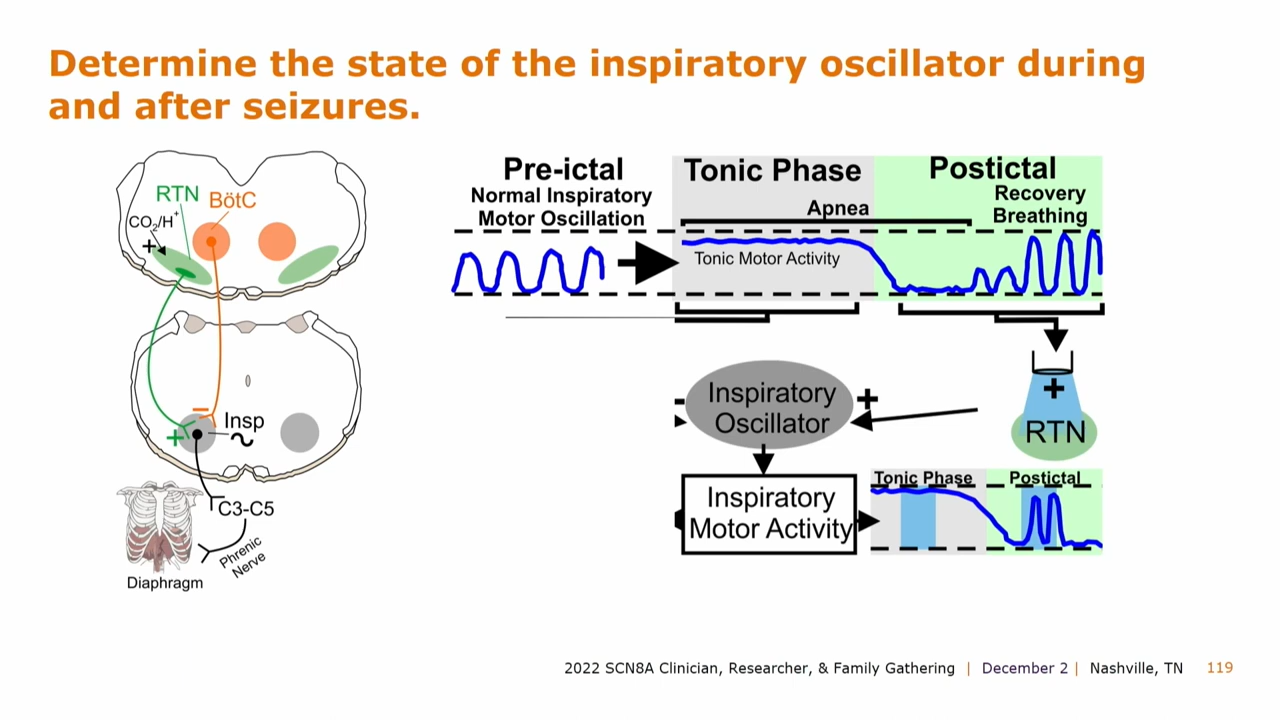 Determine the state of the inspiratory oscillator during
and after seizures.
RTN
BötC
CO₂/H⁺
+
Insp
~
−
+
C3-C5
Phrenic
Nerve
Diaphragm
Pre-ictal
Normal Inspiratory
Motor Oscillation
Tonic Phase
Apnea
Tonic Motor Activity
Postictal
Recovery
Breathing
Inspiratory
Oscillator
-
+
+
RTN
Inspiratory
Motor Activity
Tonic Phase
Postictal
2022 SCN8A Clinician, Researcher, & Family Gathering | December 2 | Nashville, TN 119